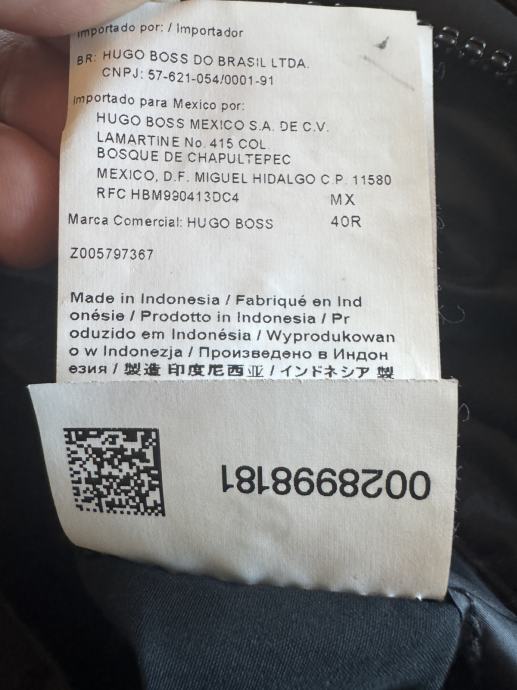 Importado por: / Importador
BR: HUGO BOSS DO BRASIL LTDA.
CNPJ: 57-621-054/0001-91
Importado para Mexico por:
HUGO BOSS MEXICO S.A. DE C.V.
LAMARTINE No. 415 COL.
BOSQUE DE CHAPULTEPEC
MEXICO, D.F. MIGUEL HIDALGO C.P. 11580
RFC HBM990413DC4 MX
Marca Comercial: HUGO BOSS 40R
Z005797367
Made in Indonesia / Fabriqué en Ind
onésie / Prodotto in Indonesia / Pr
oduzido em Indonésia / Wyprodukowan
o w Indonezja / Произведено в Индон
езия / 製造 印度尼西亚 / インドネシア 製
0028998181